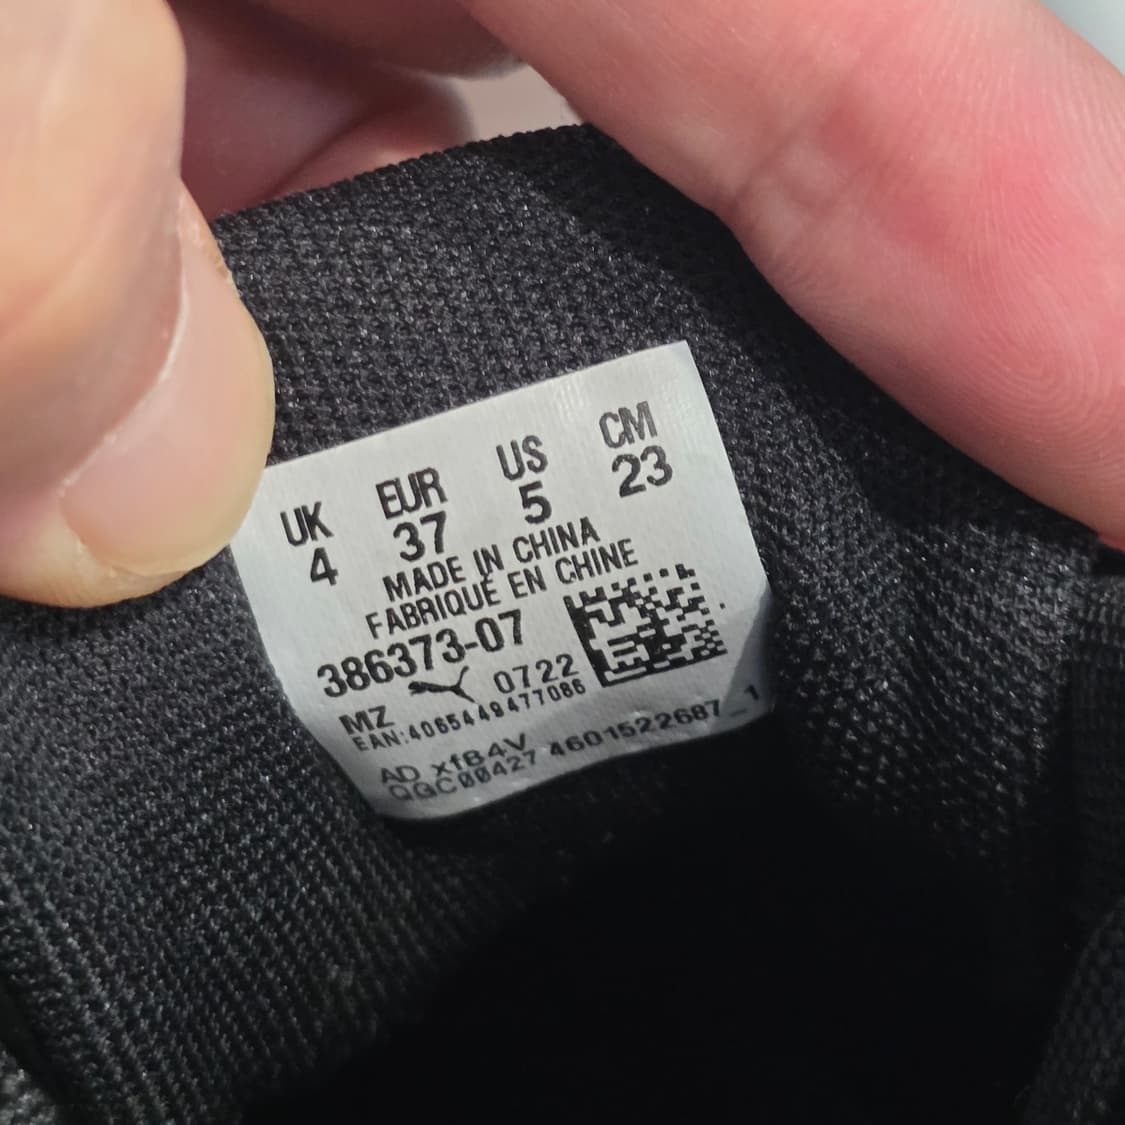 UK EUR US CM
4 37 5 23
MADE IN CHINA
FABRIQUÉ EN CHINE
386373-07
MZ 0722
EAN:4065449477086
AD xfB4V
QGC00427 4601522687_1